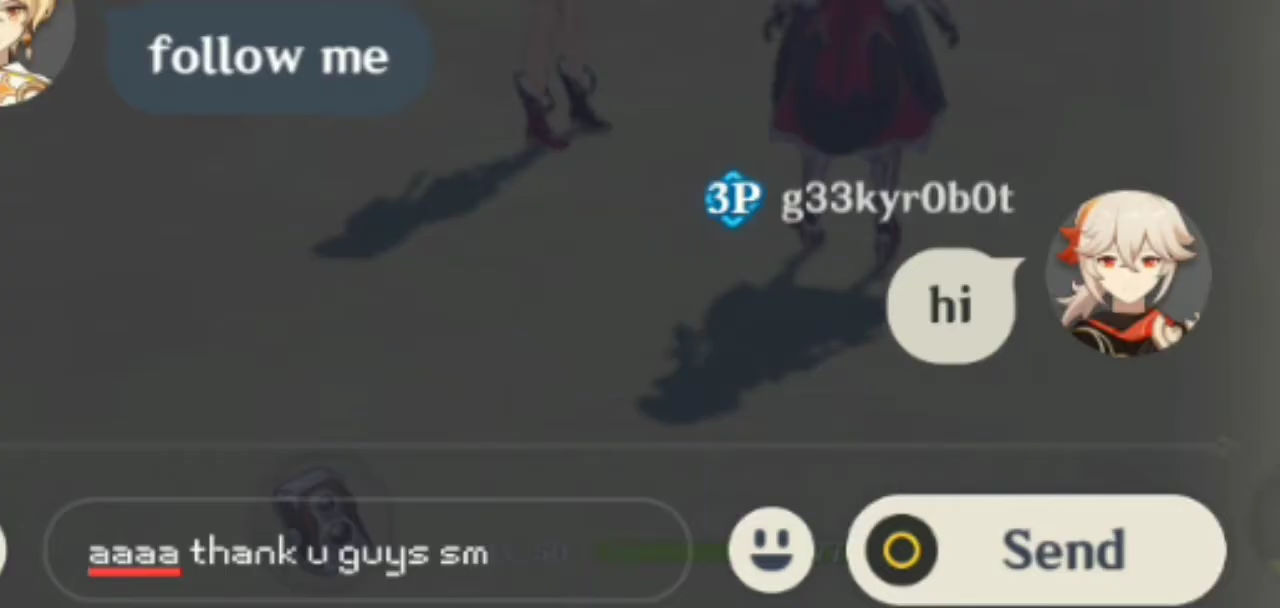 follow me
3P g33kyr0b0t
hi
aaaa thank u guys sm
Send